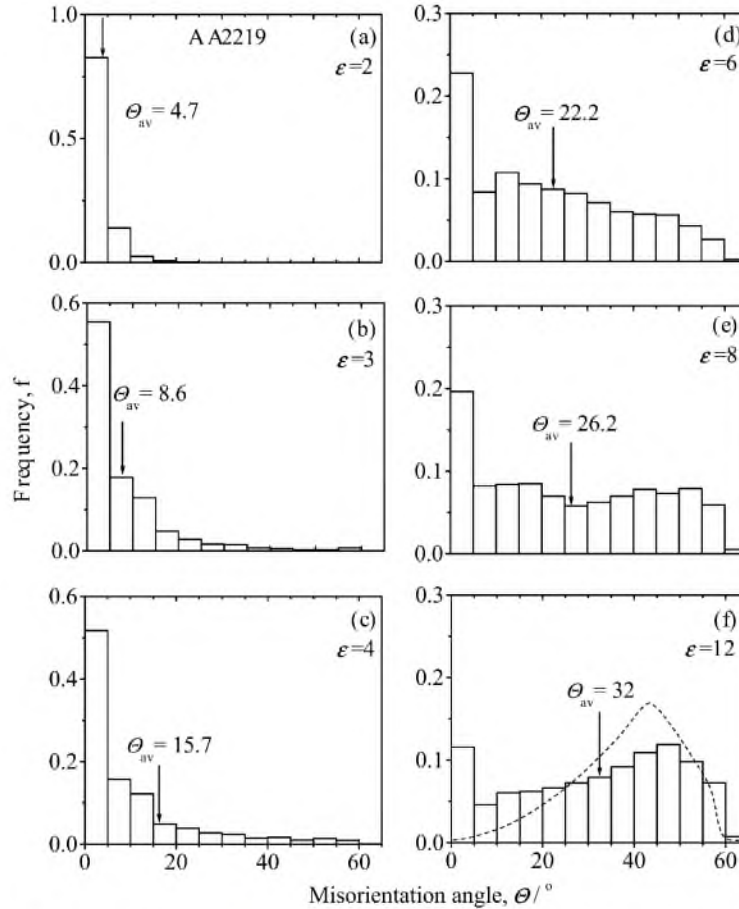 AA2219
(a)
ε=2
Θav = 4.7
1.0
0.5
0.0
(b)
ε=3
Θav = 8.6
0.6
0.4
0.2
0.0
(c)
ε=4
Θav = 15.7
0.6
0.4
0.2
0.0
0 20 40 60
(d)
ε=6
Θav = 22.2
0.3
0.2
0.1
0.0
(e)
ε=8
Θav = 26.2
0.3
0.2
0.1
0.0
(f)
ε=12
Θav = 32
0.3
0.2
0.1
0.0
0 20 40 60
Frequency, f
Misorientation angle, Θ/ °